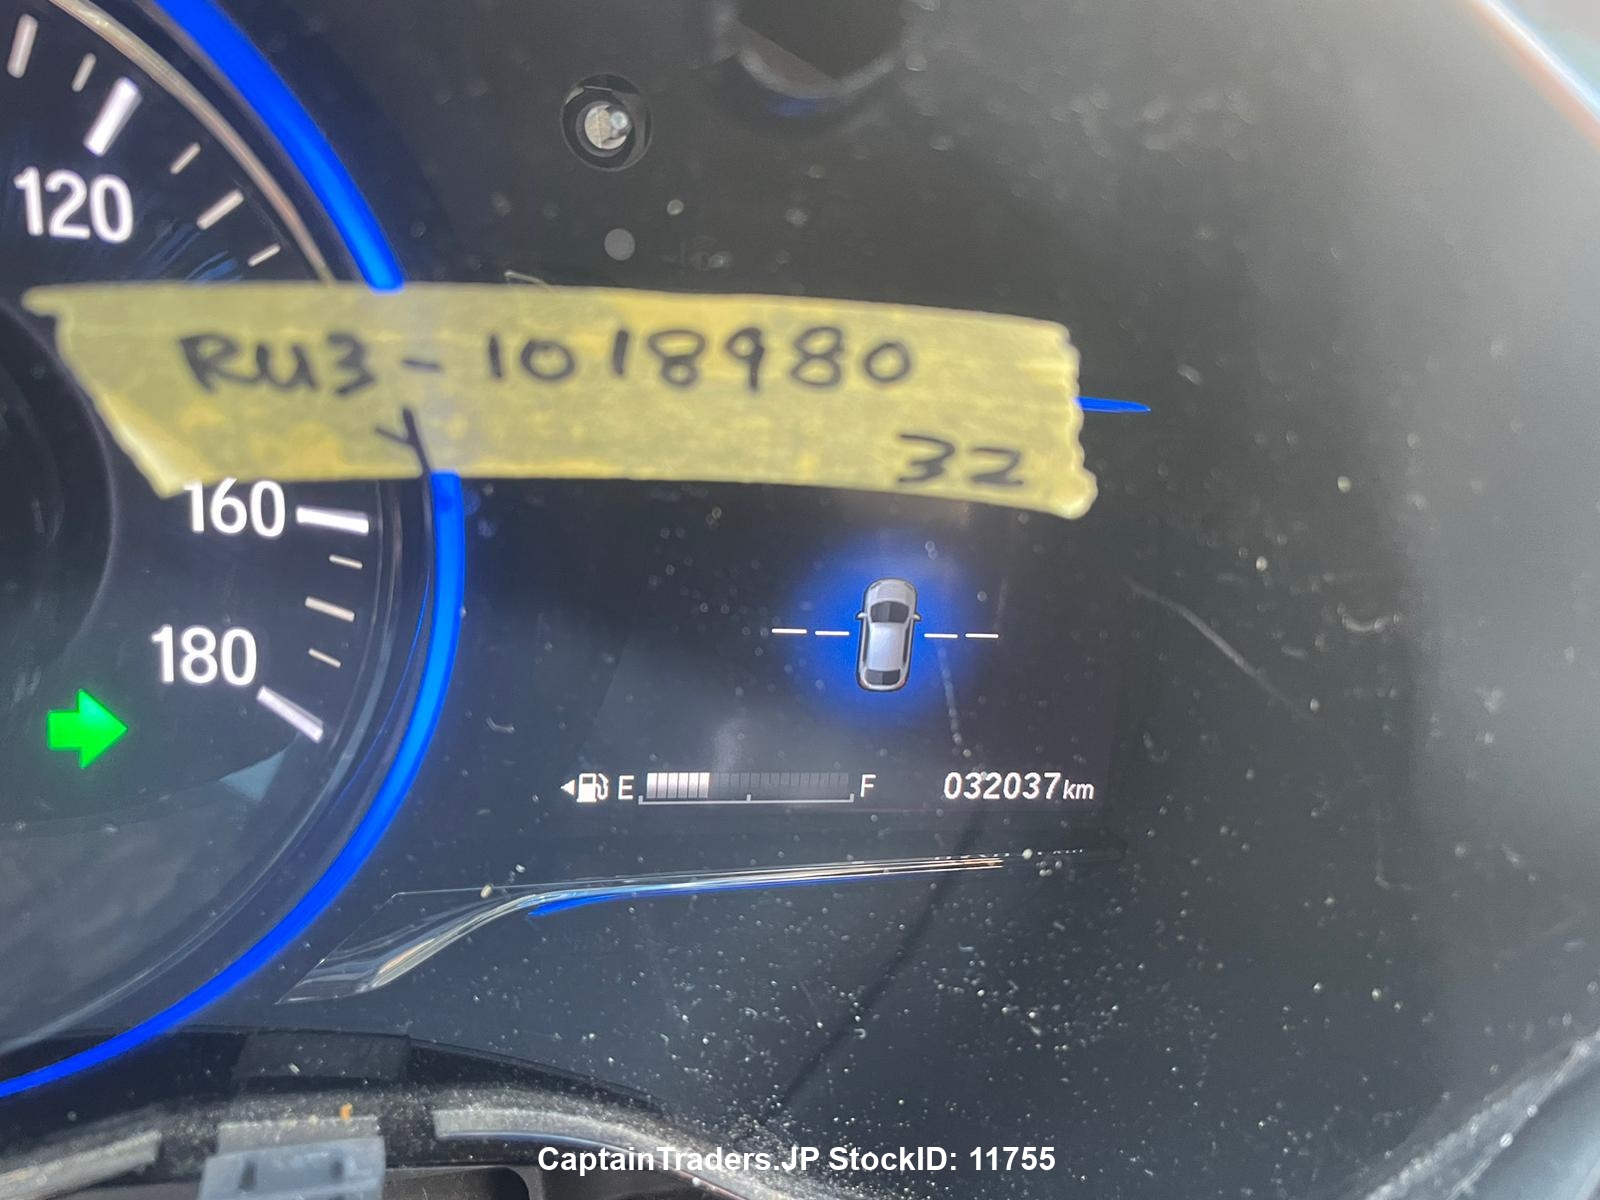 120
RU3-1018980
Y
32
160
180
E F 032037km
CaptainTraders.JP StockID: 11755